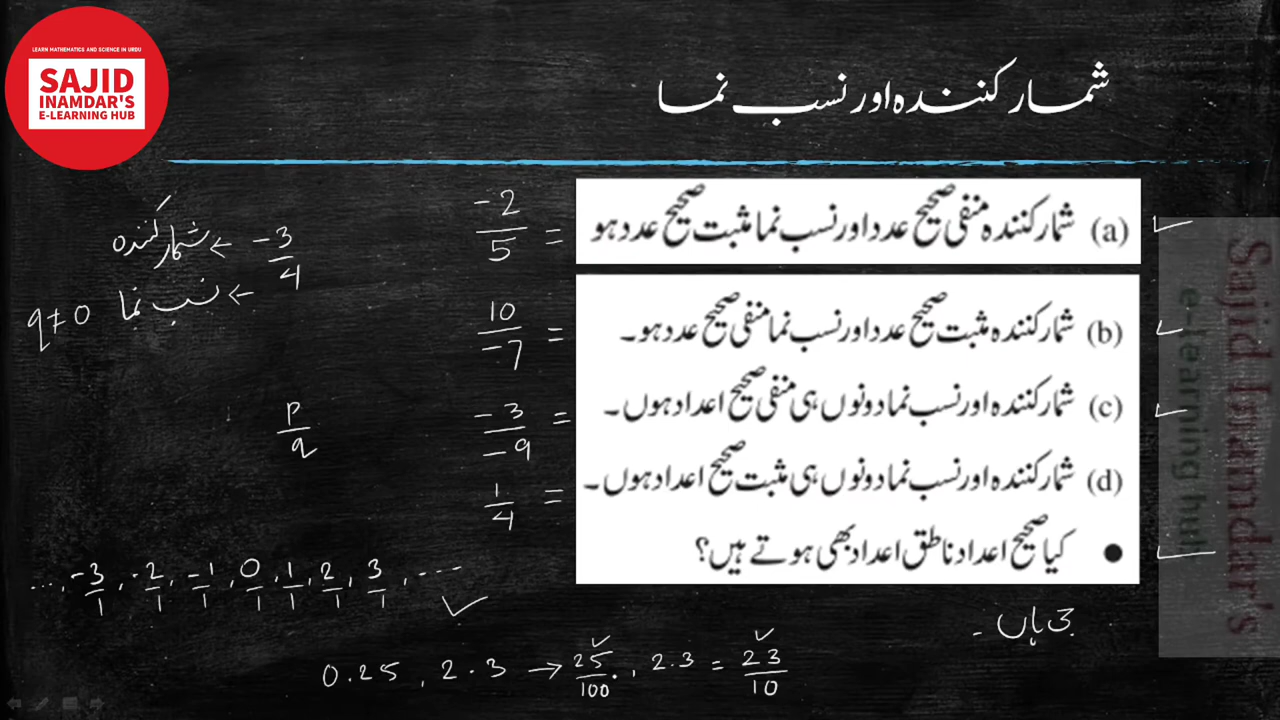 LEARN MATHEMATICS AND SCIENCE IN URDU
SAJID
INAMDAR'S
E-LEARNING HUB
شمار کنندہ اور نسب نما
(a) شمار کنندہ منفی صحیح عدد اور نسب نما مثبت صحیح عدد ہو
(b) شمار کنندہ مثبت صحیح عدد اور نسب نما منفی صحیح عدد ہو۔
(c) شمار کنندہ اور نسب نما دونوں ہی منفی صحیح اعداد ہوں۔
(d) شمار کنندہ اور نسب نما دونوں ہی مثبت صحیح اعداد ہوں۔
● کیا صحیح اعداد ناطق اعداد بھی ہوتے ہیں؟
جی ہاں۔
-2/5 =
10/-7 =
-3/-9 =
1/4 =
-3/4
← شمار کنندہ
← نسب نما
q≠0
p/q
..., -3/1, -2/1, -1/1, 0/1, 1/1, 2/1, 3/1, ... ✓
0.25, 2.3 → 25/100, 2.3 = 23/10
Sajid Inamdar's
e-learning hub